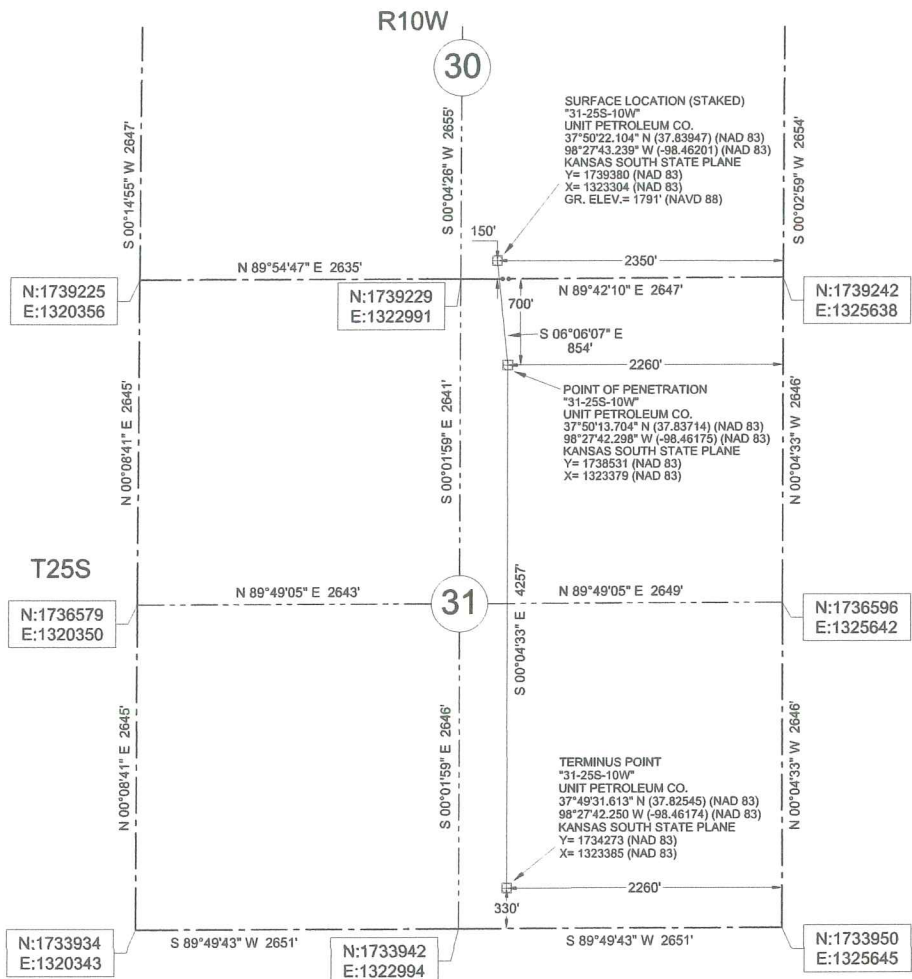 R10W
30
S 00°14'55" W 2647'
S 00°04'26" W 2655'
S 00°02'59" W 2654'
SURFACE LOCATION (STAKED)
"31-25S-10W"
UNIT PETROLEUM CO.
37°50'22.104" N (37.83947) (NAD 83)
98°27'43.239" W (-98.46201) (NAD 83)
KANSAS SOUTH STATE PLANE
Y= 1739380 (NAD 83)
X= 1323304 (NAD 83)
GR. ELEV.= 1791' (NAVD 88)
150'
2350'
N 89°54'47" E 2635'
N 89°42'10" E 2647'
N:1739225
E:1320356
N:1739229
E:1322991
N:1739242
E:1325638
700'
S 06°06'07" E
854'
2260'
POINT OF PENETRATION
"31-25S-10W"
UNIT PETROLEUM CO.
37°50'13.704" N (37.83714) (NAD 83)
98°27'42.298" W (-98.46175) (NAD 83)
KANSAS SOUTH STATE PLANE
Y= 1738531 (NAD 83)
X= 1323379 (NAD 83)
N 00°08'41" E 2645'
S 00°01'59" E 2641'
N 00°04'33" W 2646'
T25S
N 89°49'05" E 2643'
31
N 89°49'05" E 2649'
N:1736579
E:1320350
N:1736596
E:1325642
S 00°04'33" E 4257'
N 00°08'41" E 2645'
S 00°01'59" E 2646'
N 00°04'33" W 2646'
TERMINUS POINT
"31-25S-10W"
UNIT PETROLEUM CO.
37°49'31.613" N (37.82545) (NAD 83)
98°27'42.250 W (-98.46174) (NAD 83)
KANSAS SOUTH STATE PLANE
Y= 1734273 (NAD 83)
X= 1323385 (NAD 83)
2260'
330'
S 89°49'43" W 2651'
S 89°49'43" W 2651'
N:1733934
E:1320343
N:1733942
E:1322994
N:1733950
E:1325645